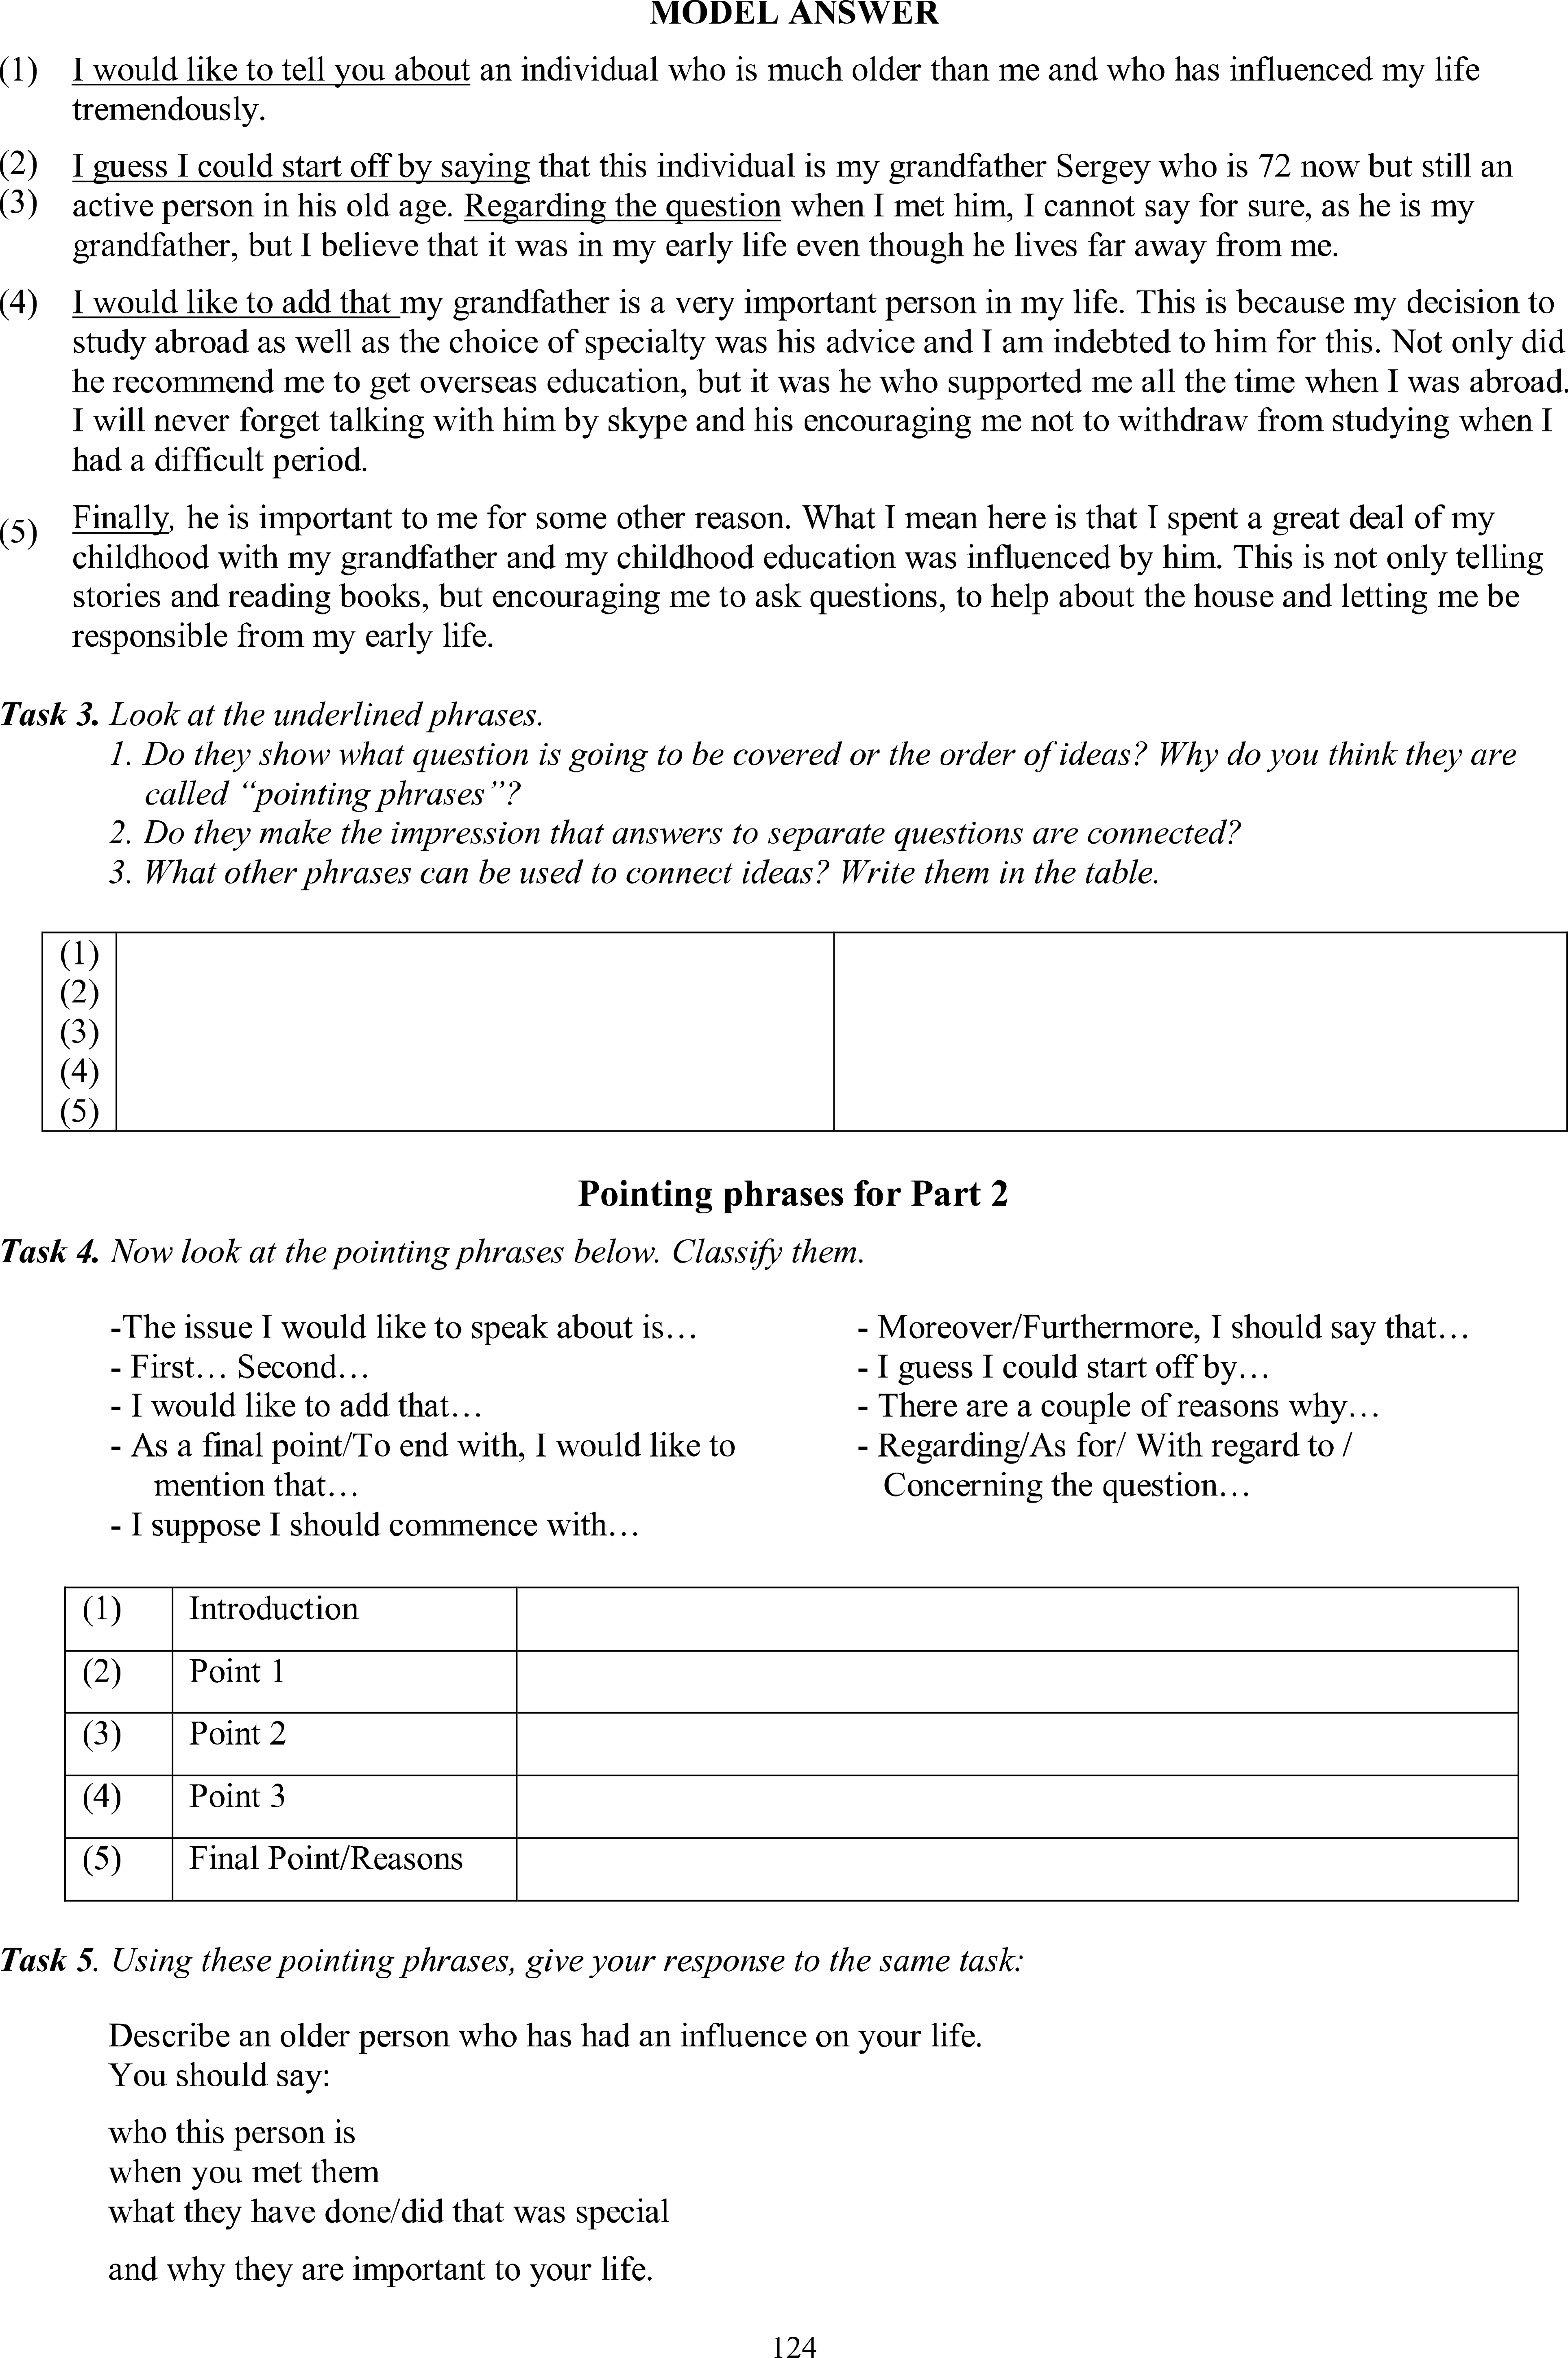 MODEL ANSWER
(1) I would like to tell you about an individual who is much older than me and who has influenced my life
tremendously.
(2) I guess I could start off by saying that this individual is my grandfather Sergey who is 72 now but still an
(3) active person in his old age. Regarding the question when I met him, I cannot say for sure, as he is my
grandfather, but I believe that it was in my early life even though he lives far away from me.
(4) I would like to add that my grandfather is a very important person in my life. This is because my decision to
study abroad as well as the choice of specialty was his advice and I am indebted to him for this. Not only did
he recommend me to get overseas education, but it was he who supported me all the time when I was abroad.
I will never forget talking with him by skype and his encouraging me not to withdraw from studying when I
had a difficult period.
(5) Finally, he is important to me for some other reason. What I mean here is that I spent a great deal of my
childhood with my grandfather and my childhood education was influenced by him. This is not only telling
stories and reading books, but encouraging me to ask questions, to help about the house and letting me be
responsible from my early life.
Task 3. Look at the underlined phrases.
1. Do they show what question is going to be covered or the order of ideas? Why do you think they are
called “pointing phrases”?
2. Do they make the impression that answers to separate questions are connected?
3. What other phrases can be used to connect ideas? Write them in the table.
(1)
(2)
(3)
(4)
(5)
Pointing phrases for Part 2
Task 4. Now look at the pointing phrases below. Classify them.
-The issue I would like to speak about is…
- First… Second…
- I would like to add that…
- As a final point/To end with, I would like to
mention that…
- I suppose I should commence with…
- Moreover/Furthermore, I should say that…
- I guess I could start off by…
- There are a couple of reasons why…
- Regarding/As for/ With regard to /
Concerning the question…
(1) Introduction
(2) Point 1
(3) Point 2
(4) Point 3
(5) Final Point/Reasons
Task 5. Using these pointing phrases, give your response to the same task:
Describe an older person who has had an influence on your life.
You should say:
who this person is
when you met them
what they have done/did that was special
and why they are important to your life.
124